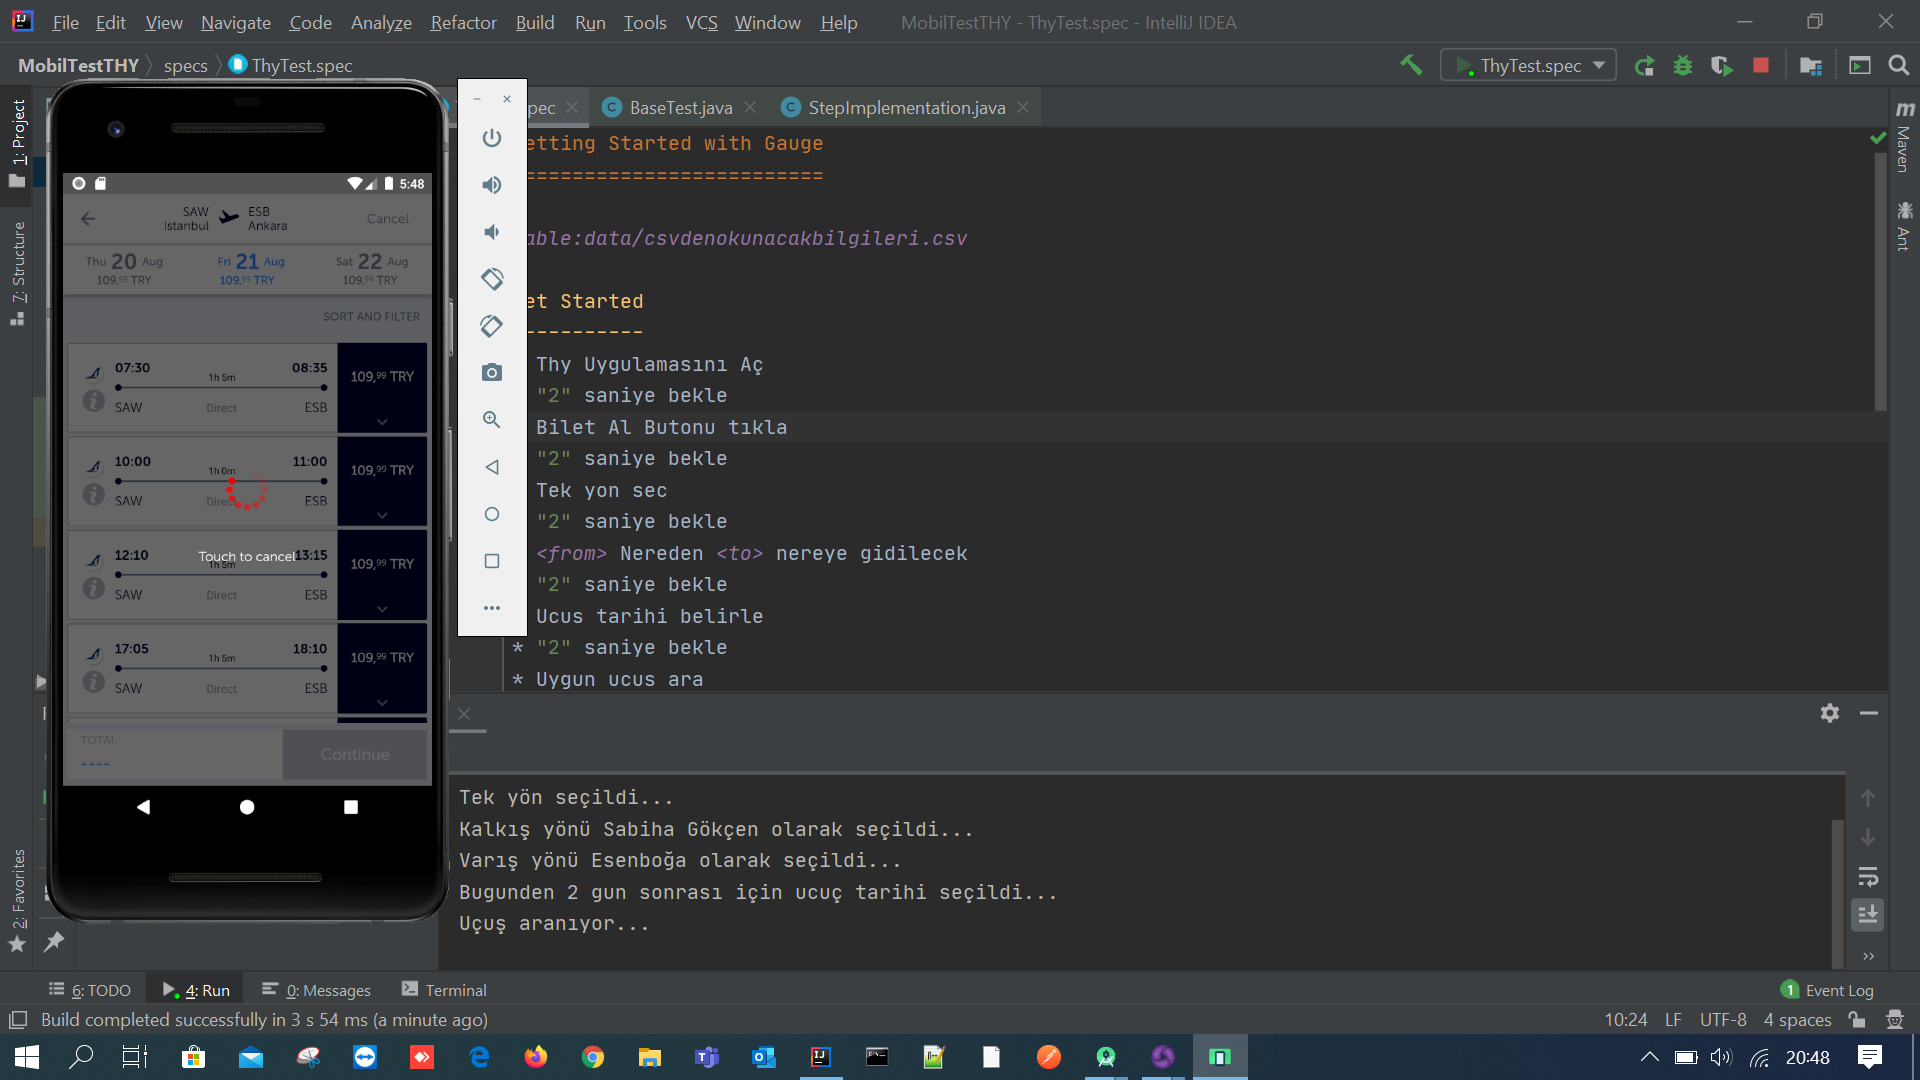 File Edit View Navigate Code Analyze Refactor Build Run Tools VCS Window Help MobilTestTHY - ThyTest.spec - IntelliJ IDEA
MobilTestTHY specs ThyTest.spec ThyTest.spec
1: Project
7: Structure
2: Favorites
pec BaseTest.java StepImplementation.java
Maven
Ant
etting Started with Gauge
=========================
able:data/csvdenokunacakbilgileri.csv
et Started
----------
Thy Uygulamasını Aç
"2" saniye bekle
Bilet Al Butonu tıkla
"2" saniye bekle
Tek yon sec
"2" saniye bekle
<from> Nereden <to> nereye gidilecek
"2" saniye bekle
Ucus tarihi belirle
* "2" saniye bekle
* Uygun ucus ara
5:48
SAW ESB
Istanbul Ankara
Cancel
Thu 20 Aug Fri 21 Aug Sat 22 Aug
109,99 TRY 109,99 TRY 109,99 TRY
SORT AND FILTER
07:30 1h 5m 08:35 109,99 TRY
SAW Direct ESB
10:00 1h 0m 11:00 109,99 TRY
SAW Direct ESB
12:10 1h 5m 13:15 109,99 TRY
Touch to cancel
SAW Direct ESB
17:05 1h 5m 18:10 109,99 TRY
SAW Direct ESB
TOTAL
----
Continue
Tek yön seçildi...
Kalkış yönü Sabiha Gökçen olarak seçildi...
Varış yönü Esenboğa olarak seçildi...
Bugunden 2 gun sonrası için ucuç tarihi seçildi...
Uçuş aranıyor...
6: TODO 4: Run 0: Messages Terminal 1 Event Log
Build completed successfully in 3 s 54 ms (a minute ago) 10:24 LF UTF-8 4 spaces
20:48